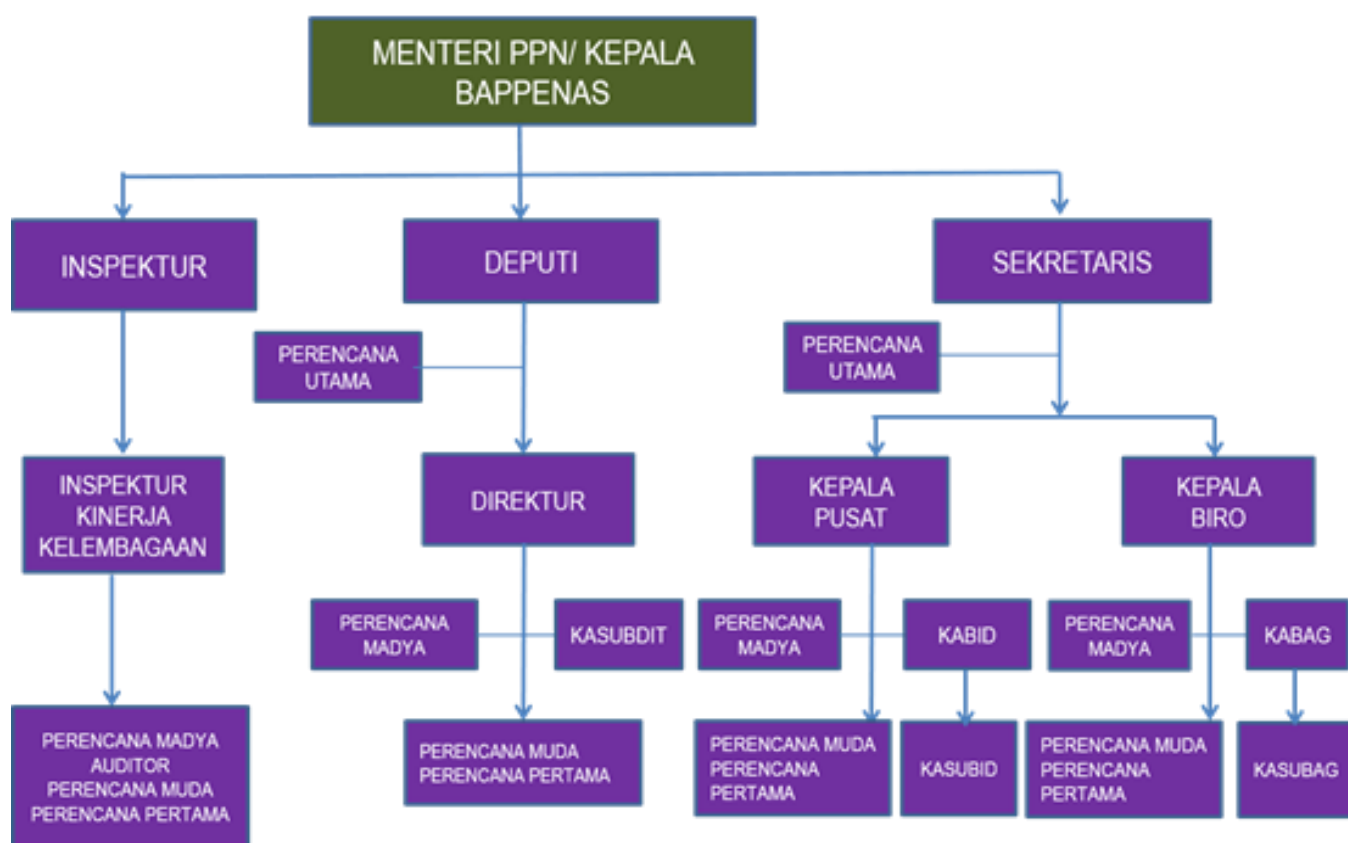 MENTERI PPN/ KEPALA
BAPPENAS
INSPEKTUR
DEPUTI
SEKRETARIS
PERENCANA
UTAMA
PERENCANA
UTAMA
INSPEKTUR
KINERJA
KELEMBAGAAN
DIREKTUR
KEPALA
PUSAT
KEPALA
BIRO
PERENCANA
MADYA
KASUBDIT
PERENCANA
MADYA
KABID
PERENCANA
MADYA
KABAG
PERENCANA MADYA
AUDITOR
PERENCANA MUDA
PERENCANA PERTAMA
PERENCANA MUDA
PERENCANA PERTAMA
PERENCANA MUDA
PERENCANA
PERTAMA
KASUBID
PERENCANA MUDA
PERENCANA
PERTAMA
KASUBAG